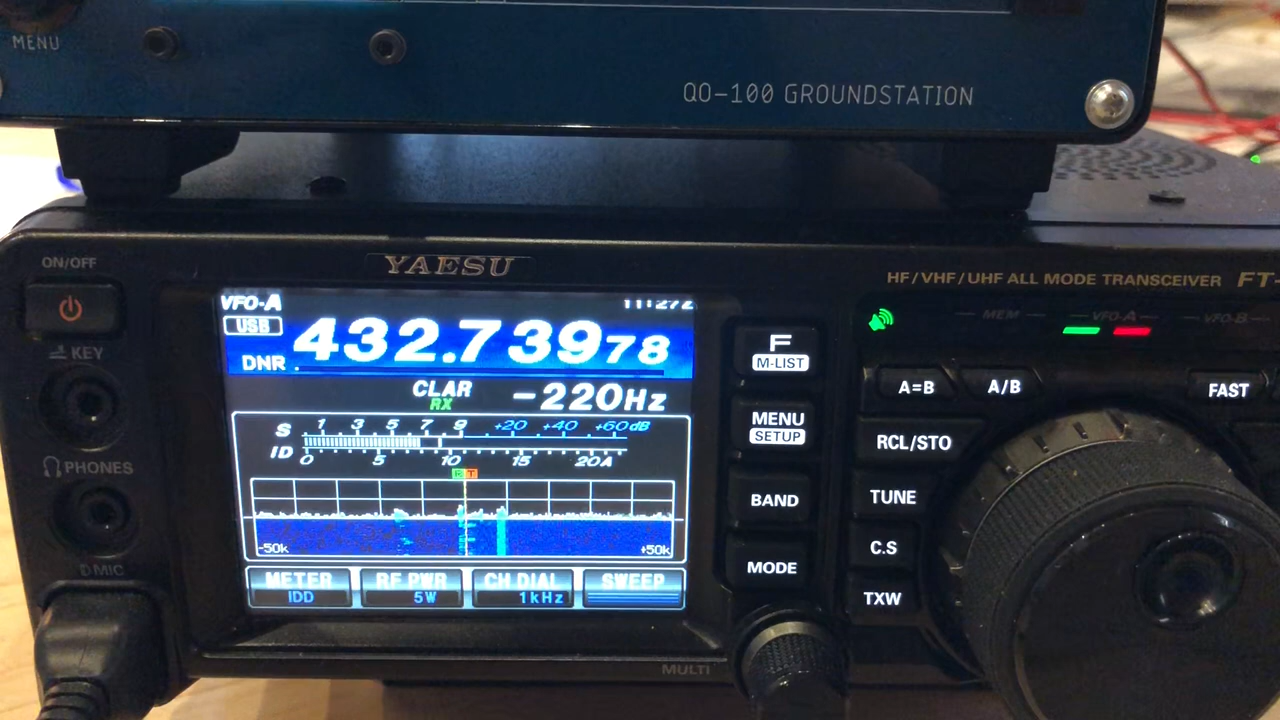 MENU
QO-100 GROUNDSTATION
ON/OFF
YAESU
HF/VHF/UHF ALL MODE TRANSCEIVER FT-
VFO-A
USB
432.73978
DNR
CLAR -220Hz
RX
S 1 3 5 7 9 +20 +40 +60dB
ID 0 5 10 15 20A
T
-50k +50k
METER RF PWR CH DIAL SWEEP
IDD 5W 1kHz
KEY
PHONES
MIC
F
M-LIST
MENU
SETUP
BAND
MODE
MULTI
MEM VFO-A VFO-B
A=B A/B FAST
RCL/STO
TUNE
C.S
TXW